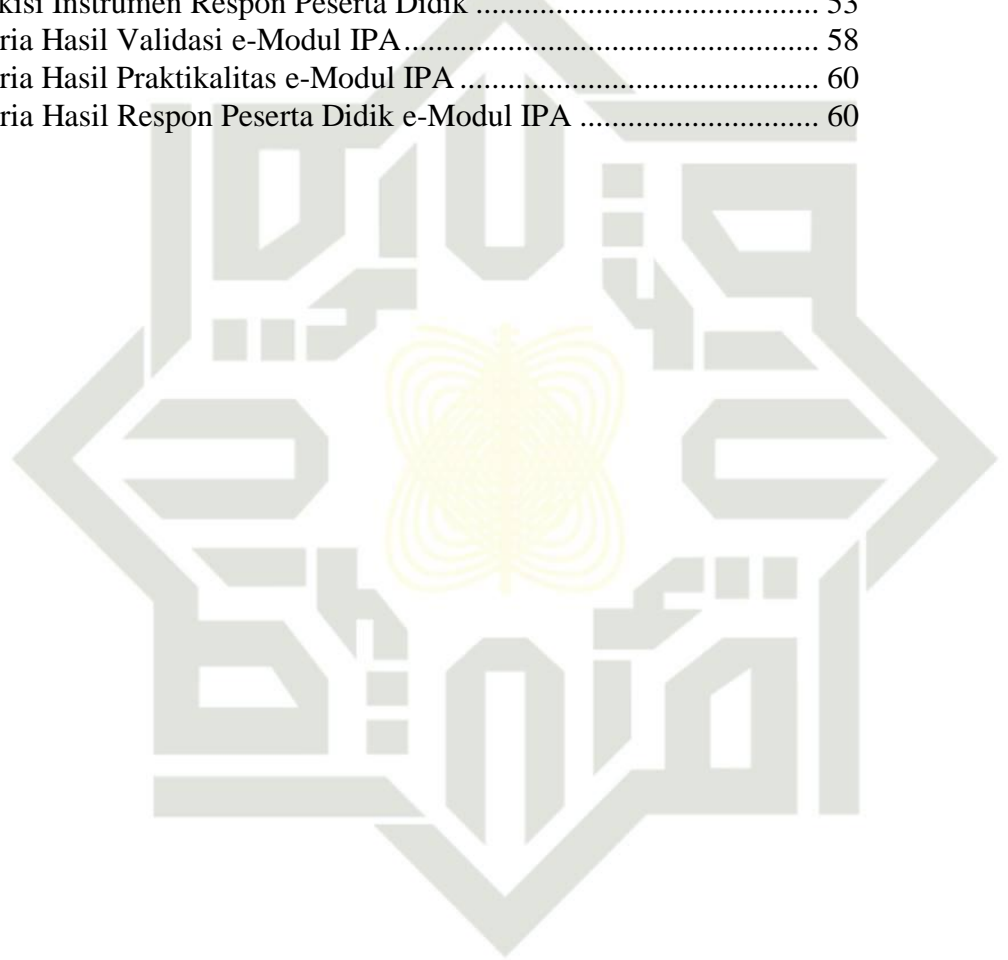 kisi Instrumen Respon Peserta Didik ............................................ 53
ria Hasil Validasi e-Modul IPA..................................................... 58
ria Hasil Praktikalitas e-Modul IPA .............................................. 60
ria Hasil Respon Peserta Didik e-Modul IPA .............................. 60